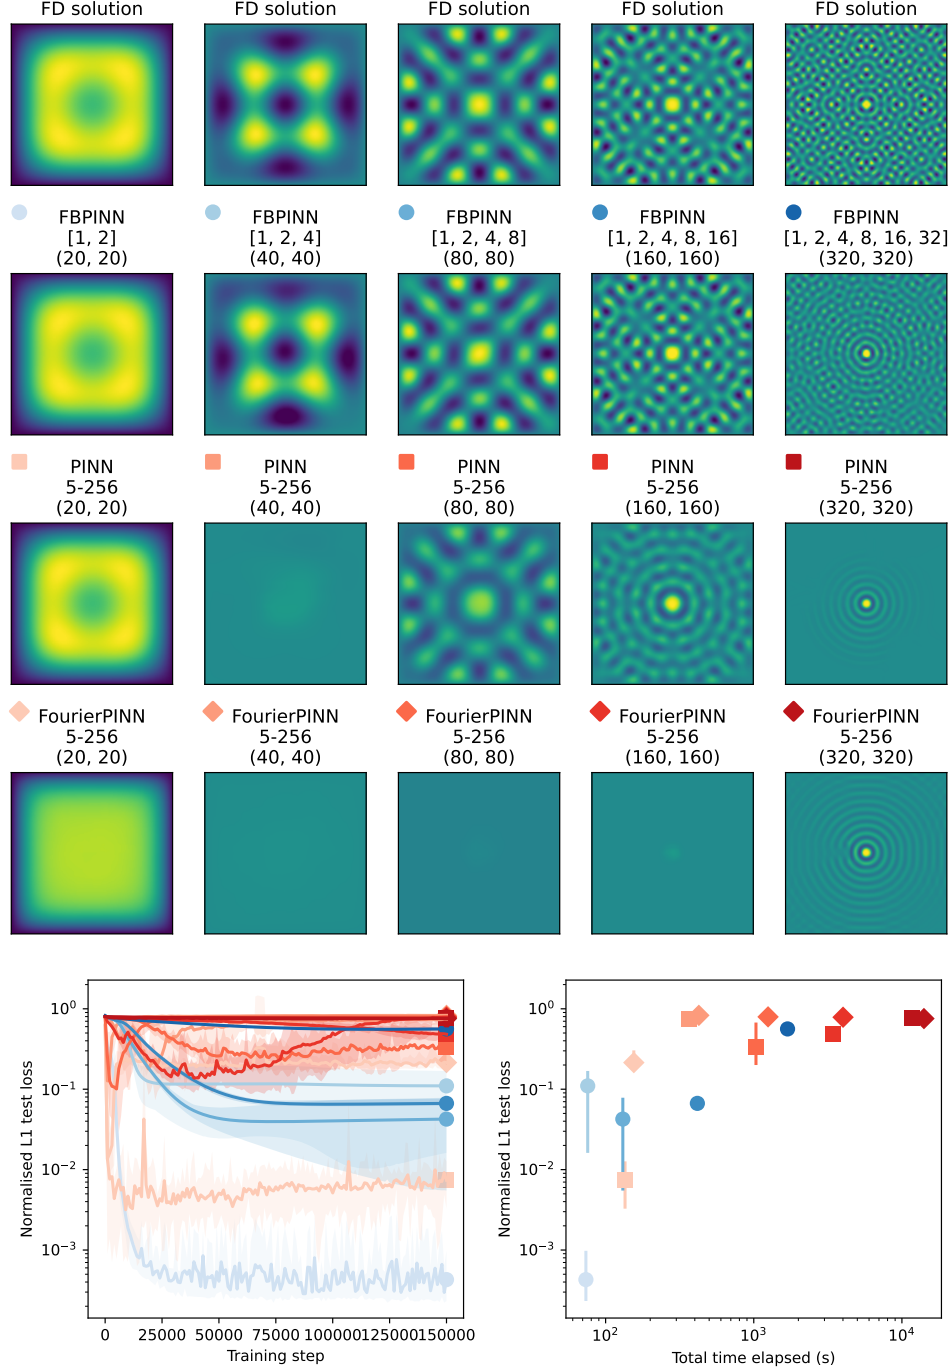 FD solution FD solution FD solution FD solution FD solution
FBPINN FBPINN FBPINN FBPINN FBPINN
[1, 2] [1, 2, 4] [1, 2, 4, 8] [1, 2, 4, 8, 16] [1, 2, 4, 8, 16, 32]
(20, 20) (40, 40) (80, 80) (160, 160) (320, 320)
PINN PINN PINN PINN PINN
5-256 5-256 5-256 5-256 5-256
(20, 20) (40, 40) (80, 80) (160, 160) (320, 320)
FourierPINN FourierPINN FourierPINN FourierPINN FourierPINN
5-256 5-256 5-256 5-256 5-256
(20, 20) (40, 40) (80, 80) (160, 160) (320, 320)
Normalised L1 test loss
10⁰
10⁻¹
10⁻²
10⁻³
0 25000 50000 75000 100000 125000 150000
Training step
Normalised L1 test loss
10⁰
10⁻¹
10⁻²
10⁻³
10² 10³ 10⁴
Total time elapsed (s)